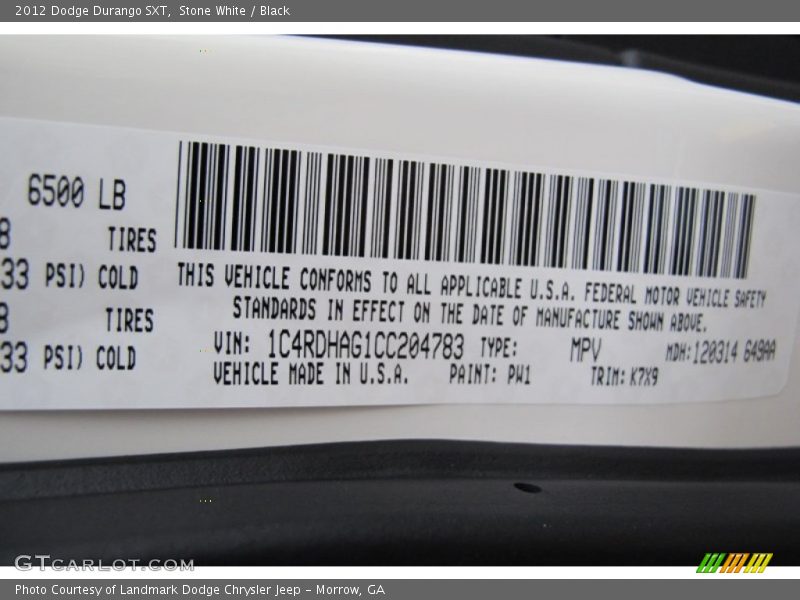 2012 Dodge Durango SXT,  Stone White / Black
6500 LB
TIRES
33 PSI) COLD
TIRES
33 PSI) COLD
THIS VEHICLE CONFORMS TO ALL APPLICABLE U.S.A. FEDERAL MOTOR VEHICLE SAFETY
STANDARDS IN EFFECT ON THE DATE OF MANUFACTURE SHOWN ABOVE.
VIN: 1C4RDHAG1CC204783 TYPE: MPV MDH:120314 649AA
VEHICLE MADE IN U.S.A. PAINT: PW1 TRIM: K7X9
GTCARLOT.COM
Photo Courtesy of Landmark Dodge Chrysler Jeep – Morrow, GA